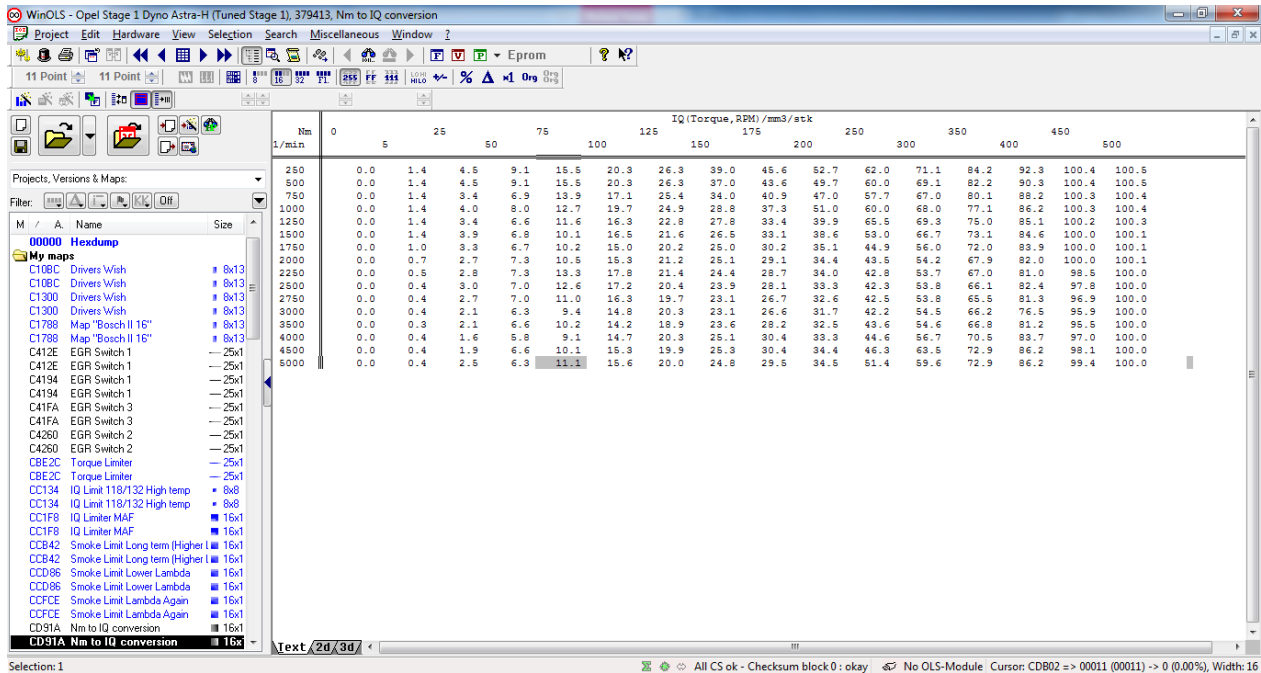 WinOLS - Opel Stage 1 Dyno Astra-H (Tuned Stage 1), 379413, Nm to IQ conversion
Project Edit Hardware View Selection Search Miscellaneous Window ?
F V P Eprom
11 Point 11 Point 8 16 32 FL 255 HILO +/- % Δ ×1 Org Org
IQ(Torque,RPM)/mm3/stk
Nm 0 25 75 125 175 250 350 450
1/min 5 50 100 150 200 300 400 500
250 0.0 1.4 4.5 9.1 15.5 20.3 26.3 39.0 45.6 52.7 62.0 71.1 84.2 92.3 100.4 100.5
500 0.0 1.4 4.5 9.1 15.5 20.3 26.3 37.0 43.6 49.7 60.0 69.1 82.2 90.3 100.4 100.5
750 0.0 1.4 3.4 6.9 13.9 17.1 25.4 34.0 40.9 47.0 57.7 67.0 80.1 88.2 100.3 100.4
1000 0.0 1.4 4.0 8.0 12.7 19.7 24.9 28.8 37.3 51.0 60.0 68.0 77.1 86.2 100.3 100.4
1250 0.0 1.4 3.4 6.6 11.6 16.3 22.8 27.8 33.4 39.9 65.5 69.3 75.0 85.1 100.2 100.3
1500 0.0 1.4 3.9 6.8 10.1 16.5 21.6 26.5 33.1 38.6 53.0 66.7 73.1 84.6 100.0 100.1
1750 0.0 1.0 3.3 6.7 10.2 15.0 20.2 25.0 30.2 35.1 44.9 56.0 72.0 83.9 100.0 100.1
2000 0.0 0.7 2.7 7.3 10.5 15.3 21.2 25.1 29.1 34.4 43.5 54.2 67.9 82.0 100.0 100.1
2250 0.0 0.5 2.8 7.3 13.3 17.8 21.4 24.4 28.7 34.0 42.8 53.7 67.0 81.0 98.5 100.0
2500 0.0 0.4 3.0 7.0 12.6 17.2 20.4 23.9 28.1 33.3 42.3 53.8 66.1 82.4 97.8 100.0
2750 0.0 0.4 2.7 7.0 11.0 16.3 19.7 23.1 26.7 32.6 42.5 53.8 65.5 81.3 96.9 100.0
3000 0.0 0.4 2.1 6.3 9.4 14.8 20.3 23.1 26.6 31.7 42.2 54.5 66.2 76.5 95.9 100.0
3500 0.0 0.3 2.1 6.6 10.2 14.2 18.9 23.6 28.2 32.5 43.6 54.6 66.8 81.2 95.5 100.0
4000 0.0 0.4 1.6 5.8 9.1 14.7 20.3 25.1 30.4 33.3 44.6 56.7 70.5 83.7 97.0 100.0
4500 0.0 0.4 1.9 6.6 10.1 15.3 19.9 25.3 30.4 34.4 46.3 63.5 72.9 86.2 98.1 100.0
5000 0.0 0.4 2.5 6.3 11.1 15.6 20.0 24.8 29.5 34.5 51.4 59.6 72.9 86.2 99.4 100.0
Projects, Versions & Maps:
Filter: Off
M / A. Name Size
00000 Hexdump
My maps
C10BC Drivers Wish 8x13
C10BC Drivers Wish 8x13
C1300 Drivers Wish 8x13
C1300 Drivers Wish 8x13
C1788 Map "Bosch II 16" 8x13
C1788 Map "Bosch II 16" 8x13
C412E EGR Switch 1 25x1
C412E EGR Switch 1 25x1
C4194 EGR Switch 1 25x1
C4194 EGR Switch 1 25x1
C41FA EGR Switch 3 25x1
C41FA EGR Switch 3 25x1
C4260 EGR Switch 2 25x1
C4260 EGR Switch 2 25x1
CBE2C Torque Limiter 25x1
CBE2C Torque Limiter 25x1
CC134 IQ Limit 118/132 High temp 8x8
CC134 IQ Limit 118/132 High temp 8x8
CC1F8 IQ Limiter MAF 16x1
CC1F8 IQ Limiter MAF 16x1
CCB42 Smoke Limit Long term (Higher L 16x1
CCB42 Smoke Limit Long term (Higher L 16x1
CCD86 Smoke Limit Lower Lambda 16x1
CCD86 Smoke Limit Lower Lambda 16x1
CCFCE Smoke Limit Lambda Again 16x1
CCFCE Smoke Limit Lambda Again 16x1
CD91A Nm to IQ conversion 16x1
CD91A Nm to IQ conversion 16x
Text 2d 3d
Selection: 1 All CS ok - Checksum block 0 : okay No OLS-Module Cursor: CDB02 => 00011 (00011) -> 0 (0.00%), Width: 16